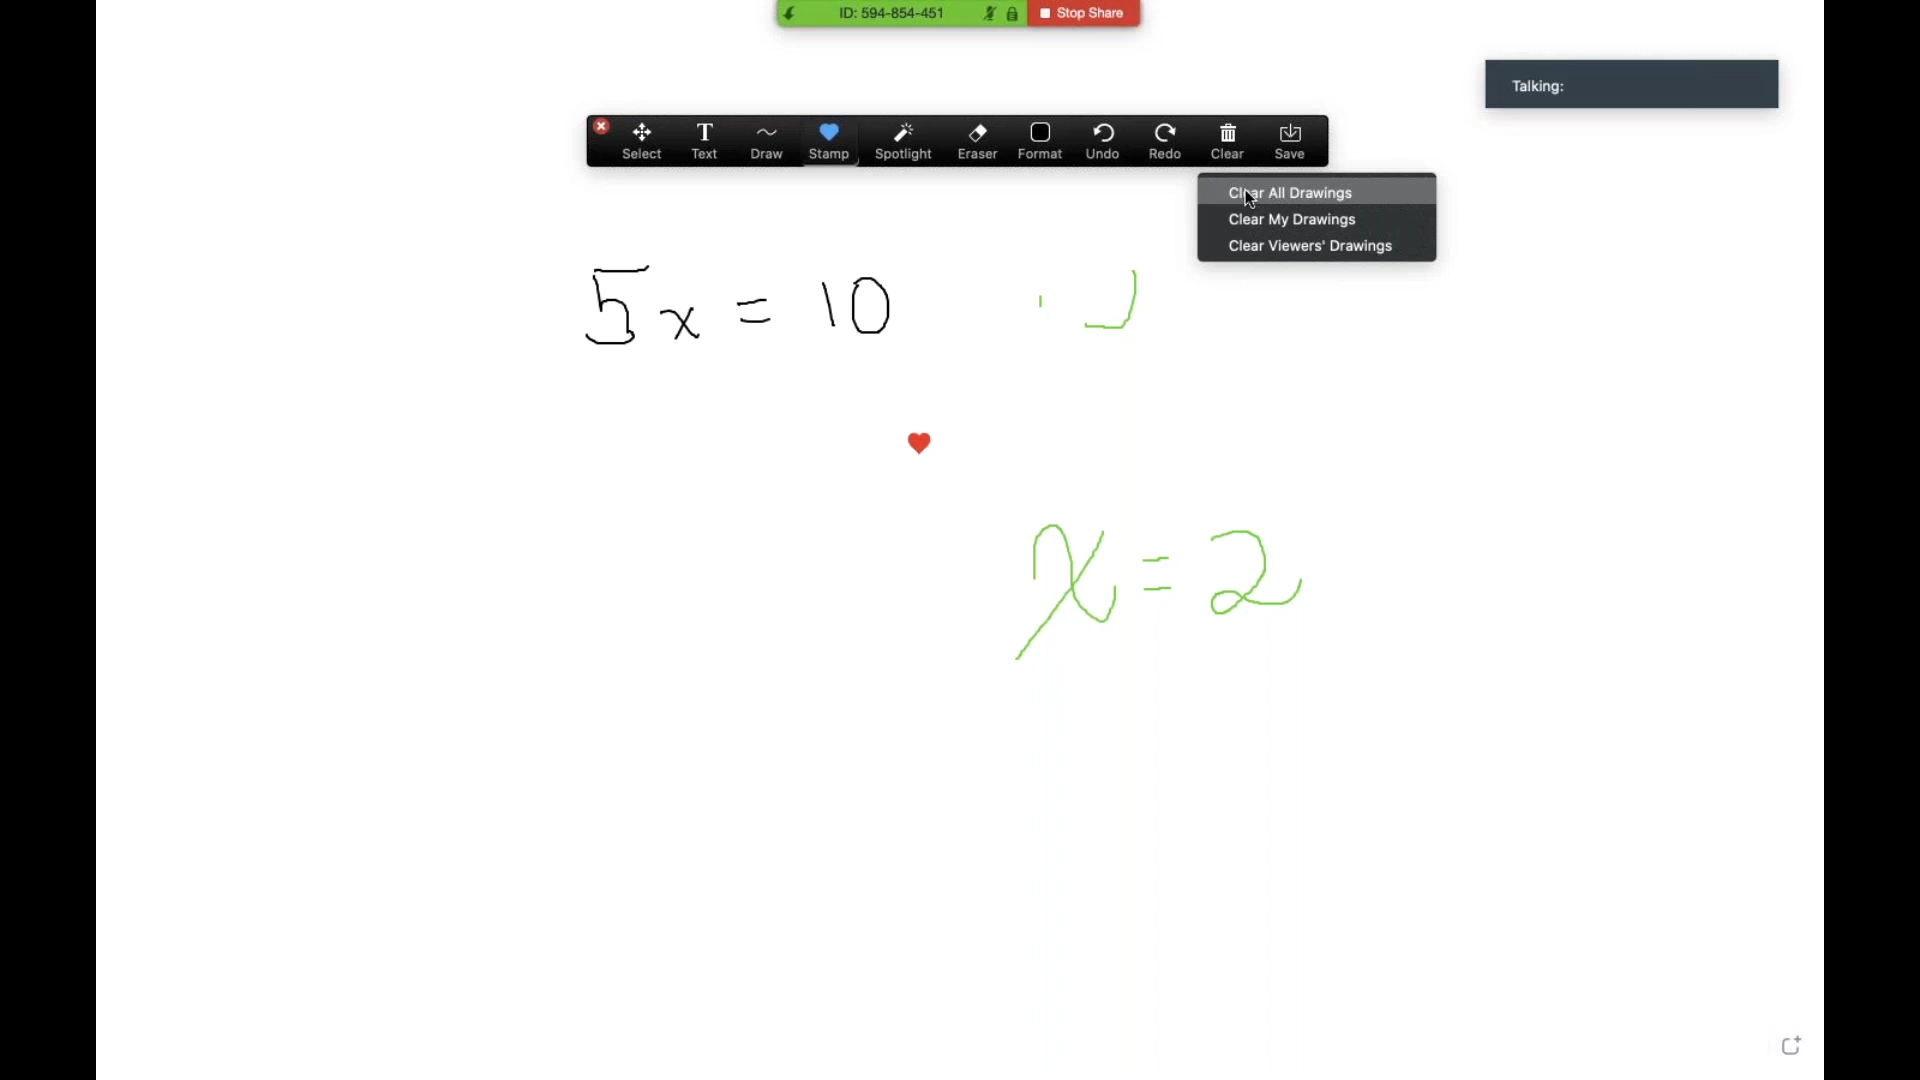 ID: 594-854-451 Stop Share
Talking:
Select Text Draw Stamp Spotlight Eraser Format Undo Redo Clear Save
Clear All Drawings
Clear My Drawings
Clear Viewers' Drawings
5x = 10
x = 2